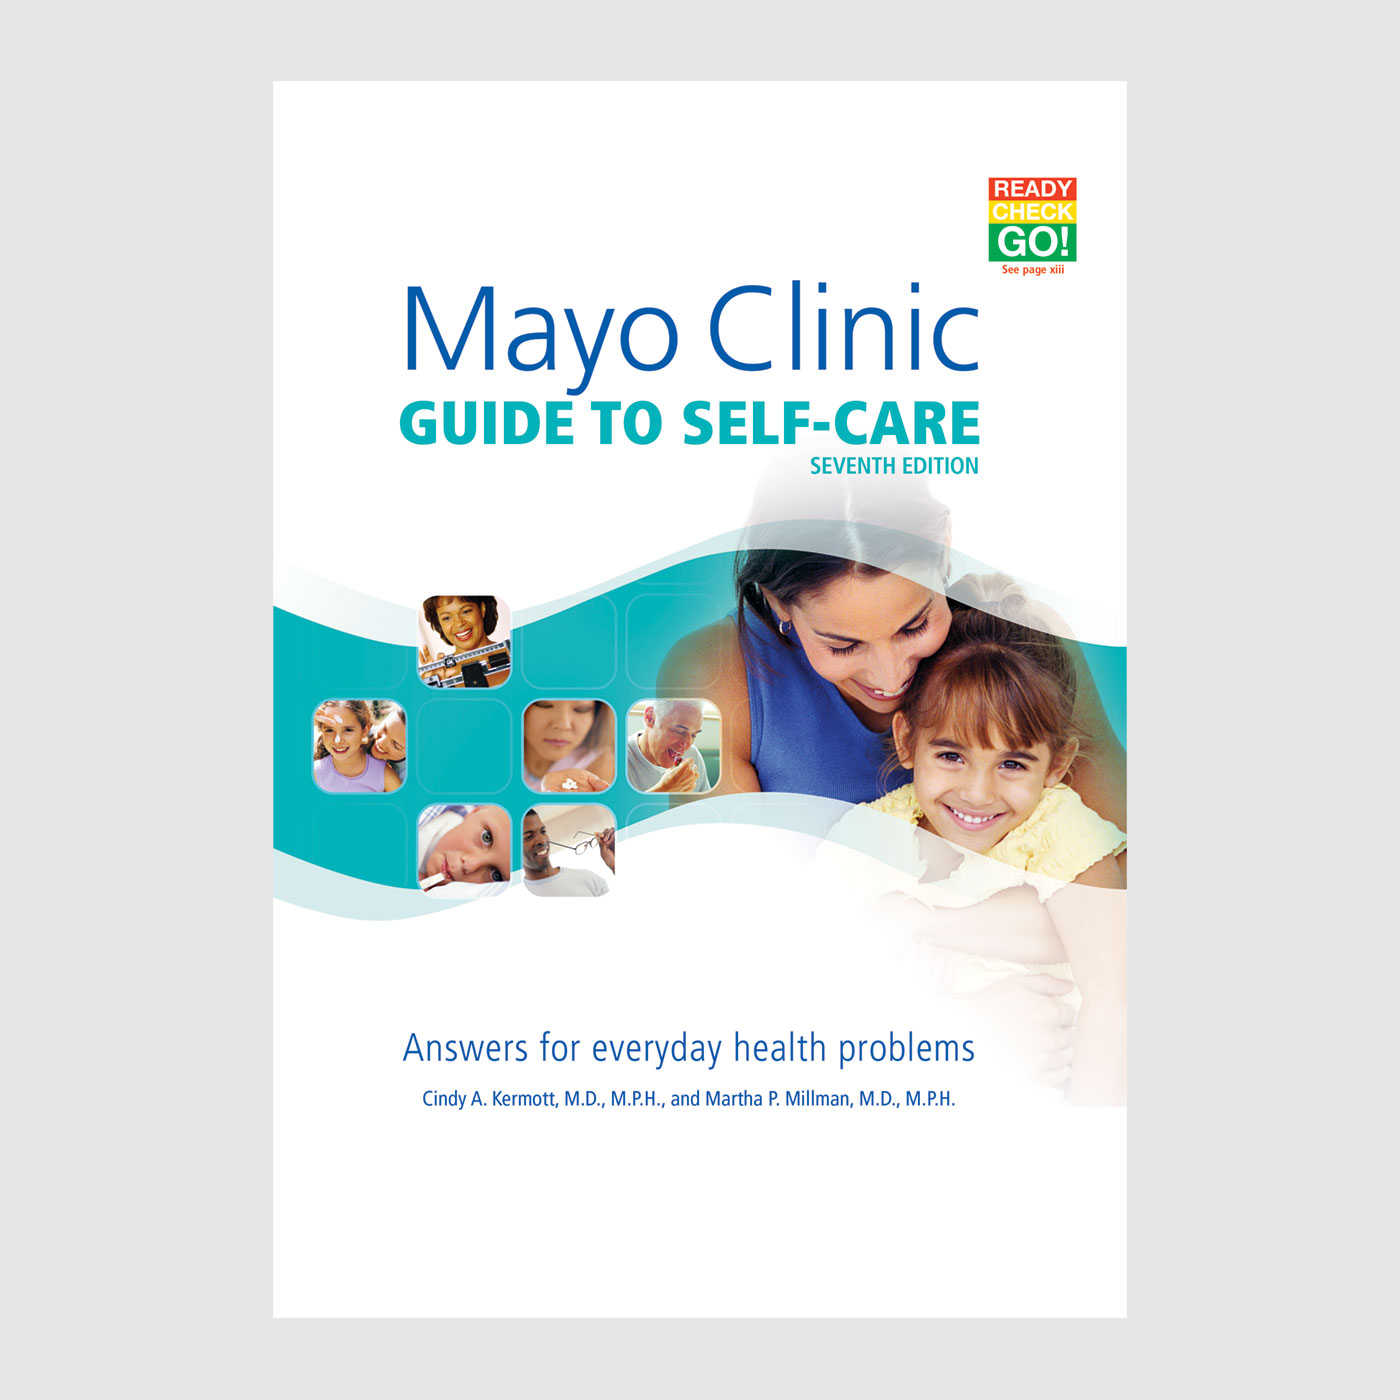 READY
CHECK
GO!
See page xiii
Mayo Clinic
GUIDE TO SELF-CARE
SEVENTH EDITION
Answers for everyday health problems
Cindy A. Kermott, M.D., M.P.H., and Martha P. Millman, M.D., M.P.H.